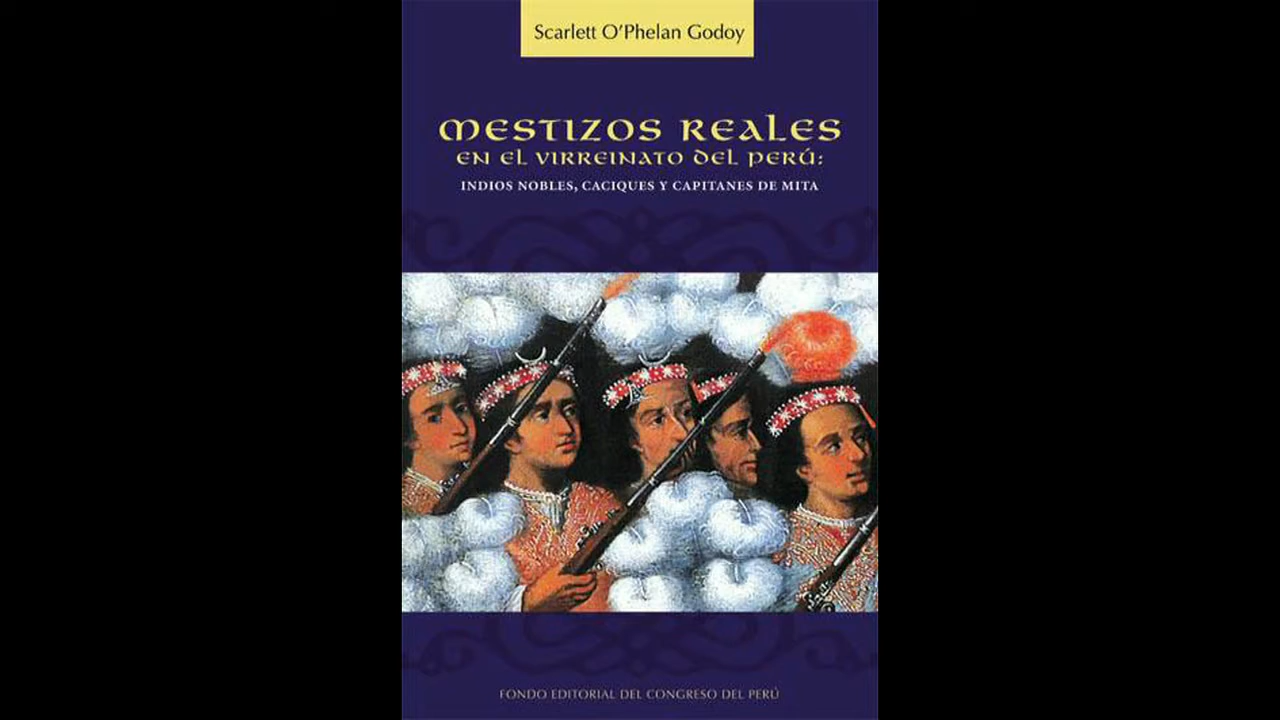 Scarlett O'Phelan Godoy
MESTIZOS REALES
EN EL VIRREINATO DEL PERÚ:
INDIOS NOBLES, CACIQUES Y CAPITANES DE MITA
FONDO EDITORIAL DEL CONGRESO DEL PERÚ